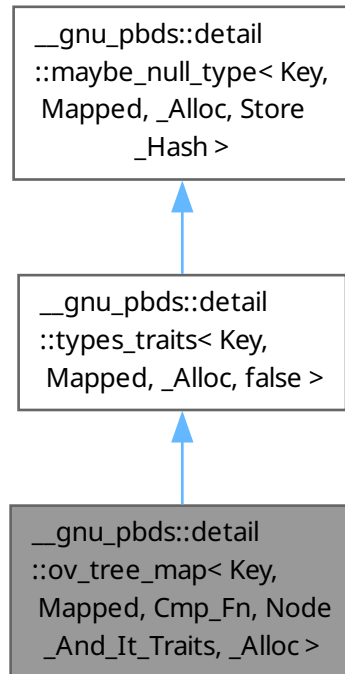 __gnu_pbds::detail
::maybe_null_type< Key,
Mapped, _Alloc, Store
_Hash >
__gnu_pbds::detail
::types_traits< Key,
Mapped, _Alloc, false >
__gnu_pbds::detail
::ov_tree_map< Key,
Mapped, Cmp_Fn, Node
_And_It_Traits, _Alloc >